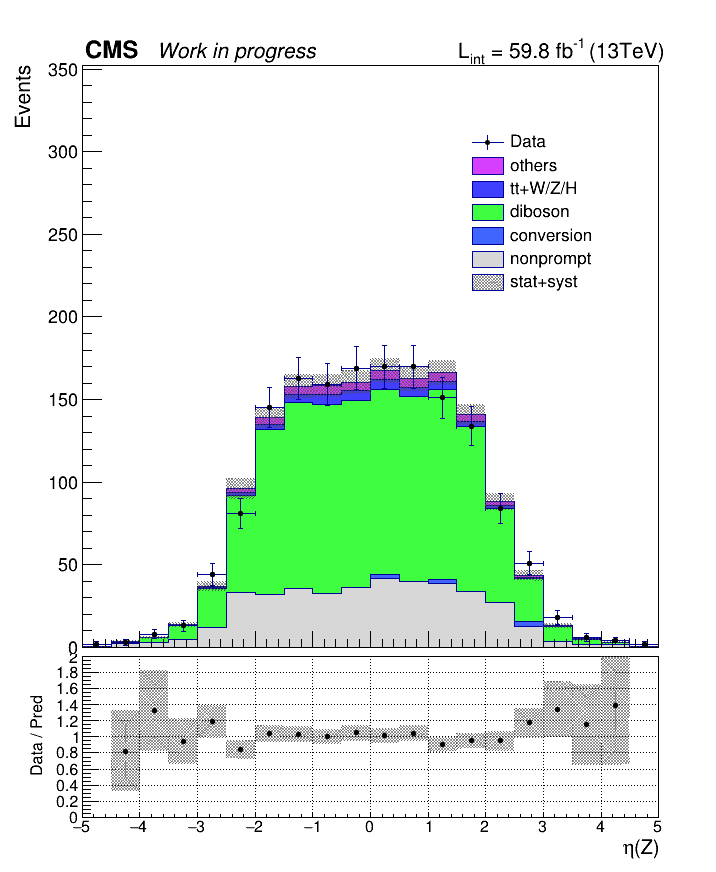 CMS Work in progress L_int = 59.8 fb^-1 (13TeV)
Events
350
300
250
200
150
100
50
0
Data
others
tt+W/Z/H
diboson
conversion
nonprompt
stat+syst
Data / Pred
2
1.8
1.6
1.4
1.2
1
0.8
0.6
0.4
0.2
0
−5 −4 −3 −2 −1 0 1 2 3 4 5
η(Z)